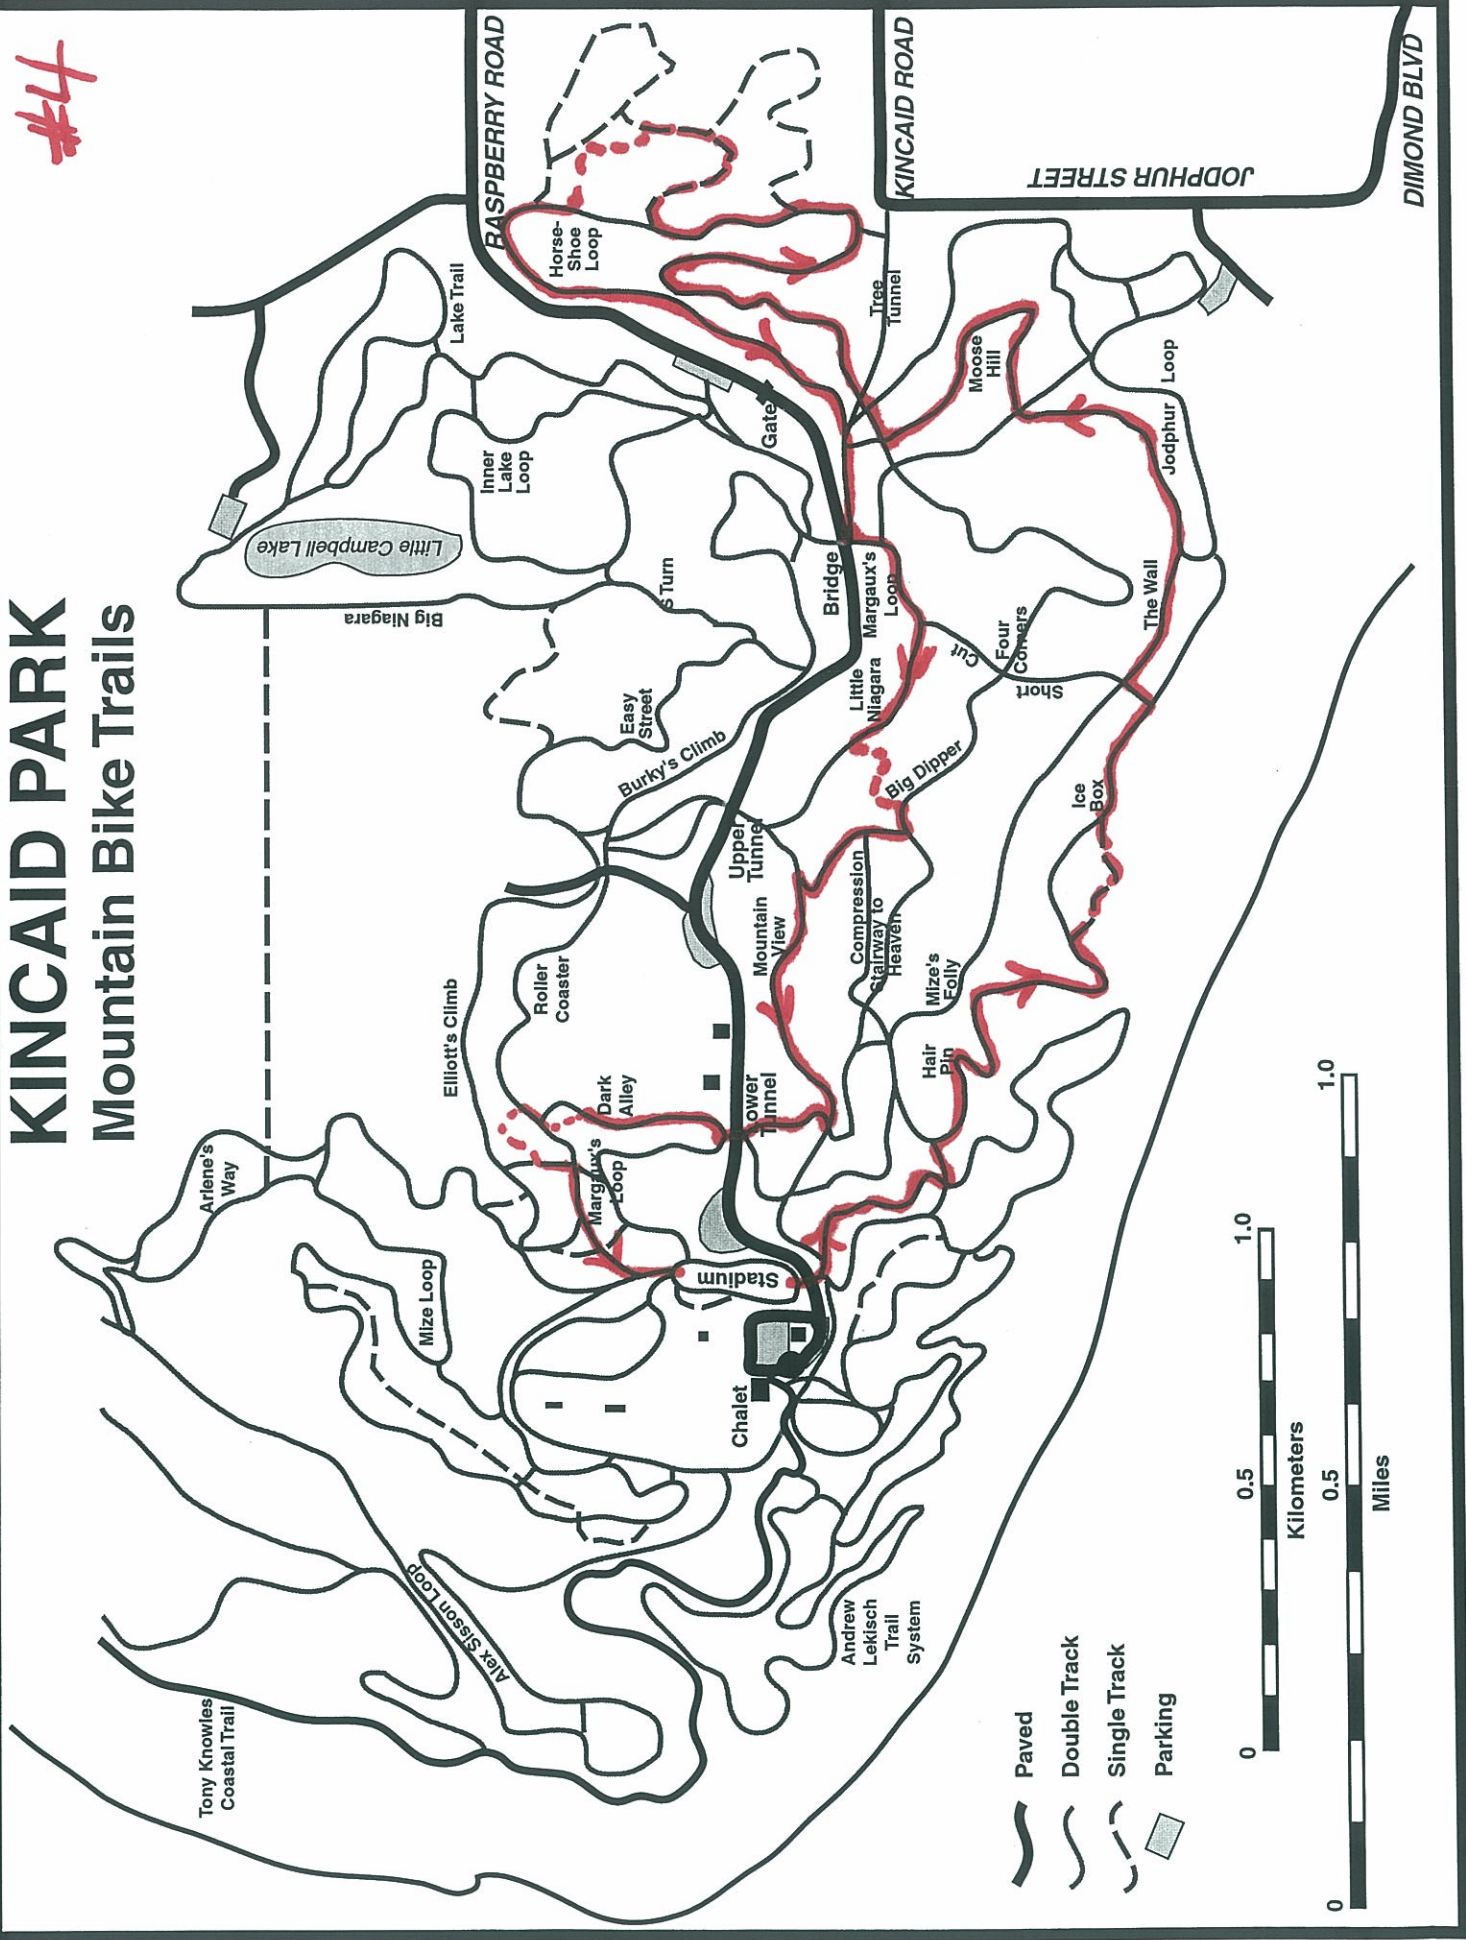 #4
KINCAID PARK
Mountain Bike Trails
RASPBERRY ROAD
KINCAID ROAD
JODPHUR STREET
DIMOND BLVD
Horse-
Shoe
Loop
Lake Trail
Tree
Tunnel
Moose
Hill
Loop
Jodphur
Gate
Inner
Lake
Loop
Little Campbell Lake
Big Niagara
S Turn
Bridge
Margaux's
Loop
The Wall
Four
Corners
Cut
Short
Little
Niagara
Easy
Street
Burky's Climb
Big Dipper
Ice
Box
Upper
Tunnel
Compression
Stairway to
Heaven
Mountain
View
Mize's
Folly
Roller
Coaster
Elliott's Climb
Hair
Pin
Dark
Alley
Lower
Tunnel
Margaux's
Loop
Arlene's
Way
Mize Loop
Stadium
Chalet
Alex Sisson Loop
Andrew
Lekisch
Trail
System
Tony Knowles
Coastal Trail
Paved
Double Track
Single Track
Parking
0
0.5
1.0
Kilometers
0
0.5
1.0
Miles